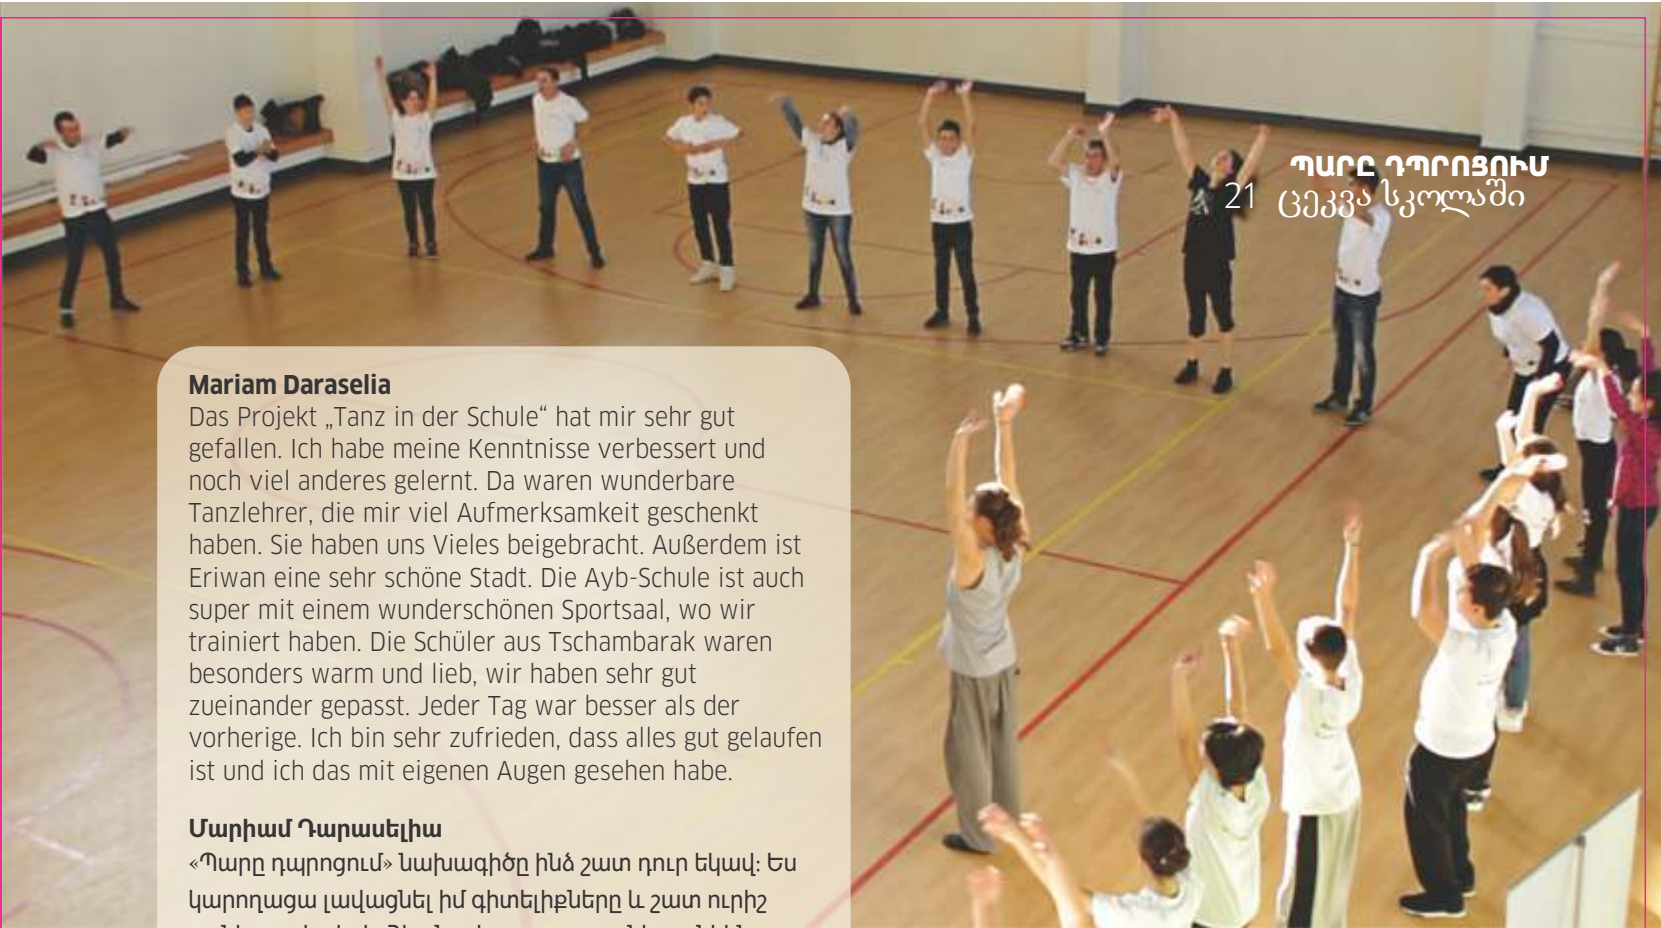 ՊԱՐԸ ԴՊՐՈՑՈՒՄ
21 ცეკვა სკოლაში
Mariam Daraselia
Das Projekt „Tanz in der Schule“ hat mir sehr gut
gefallen. Ich habe meine Kenntnisse verbessert und
noch viel anderes gelernt. Da waren wunderbare
Tanzlehrer, die mir viel Aufmerksamkeit geschenkt
haben. Sie haben uns Vieles beigebracht. Außerdem ist
Eriwan eine sehr schöne Stadt. Die Ayb-Schule ist auch
super mit einem wunderschönen Sportsaal, wo wir
trainiert haben. Die Schüler aus Tschambarak waren
besonders warm und lieb, wir haben sehr gut
zueinander gepasst. Jeder Tag war besser als der
vorherige. Ich bin sehr zufrieden, dass alles gut gelaufen
ist und ich das mit eigenen Augen gesehen habe.
Մարիամ Դարասելիա
«Պարը դպրոցում» նախագիծը ինձ շատ դուր եկավ: Ես
կարողացա լավացնել իմ գիտելիքները և շատ ուրիշ